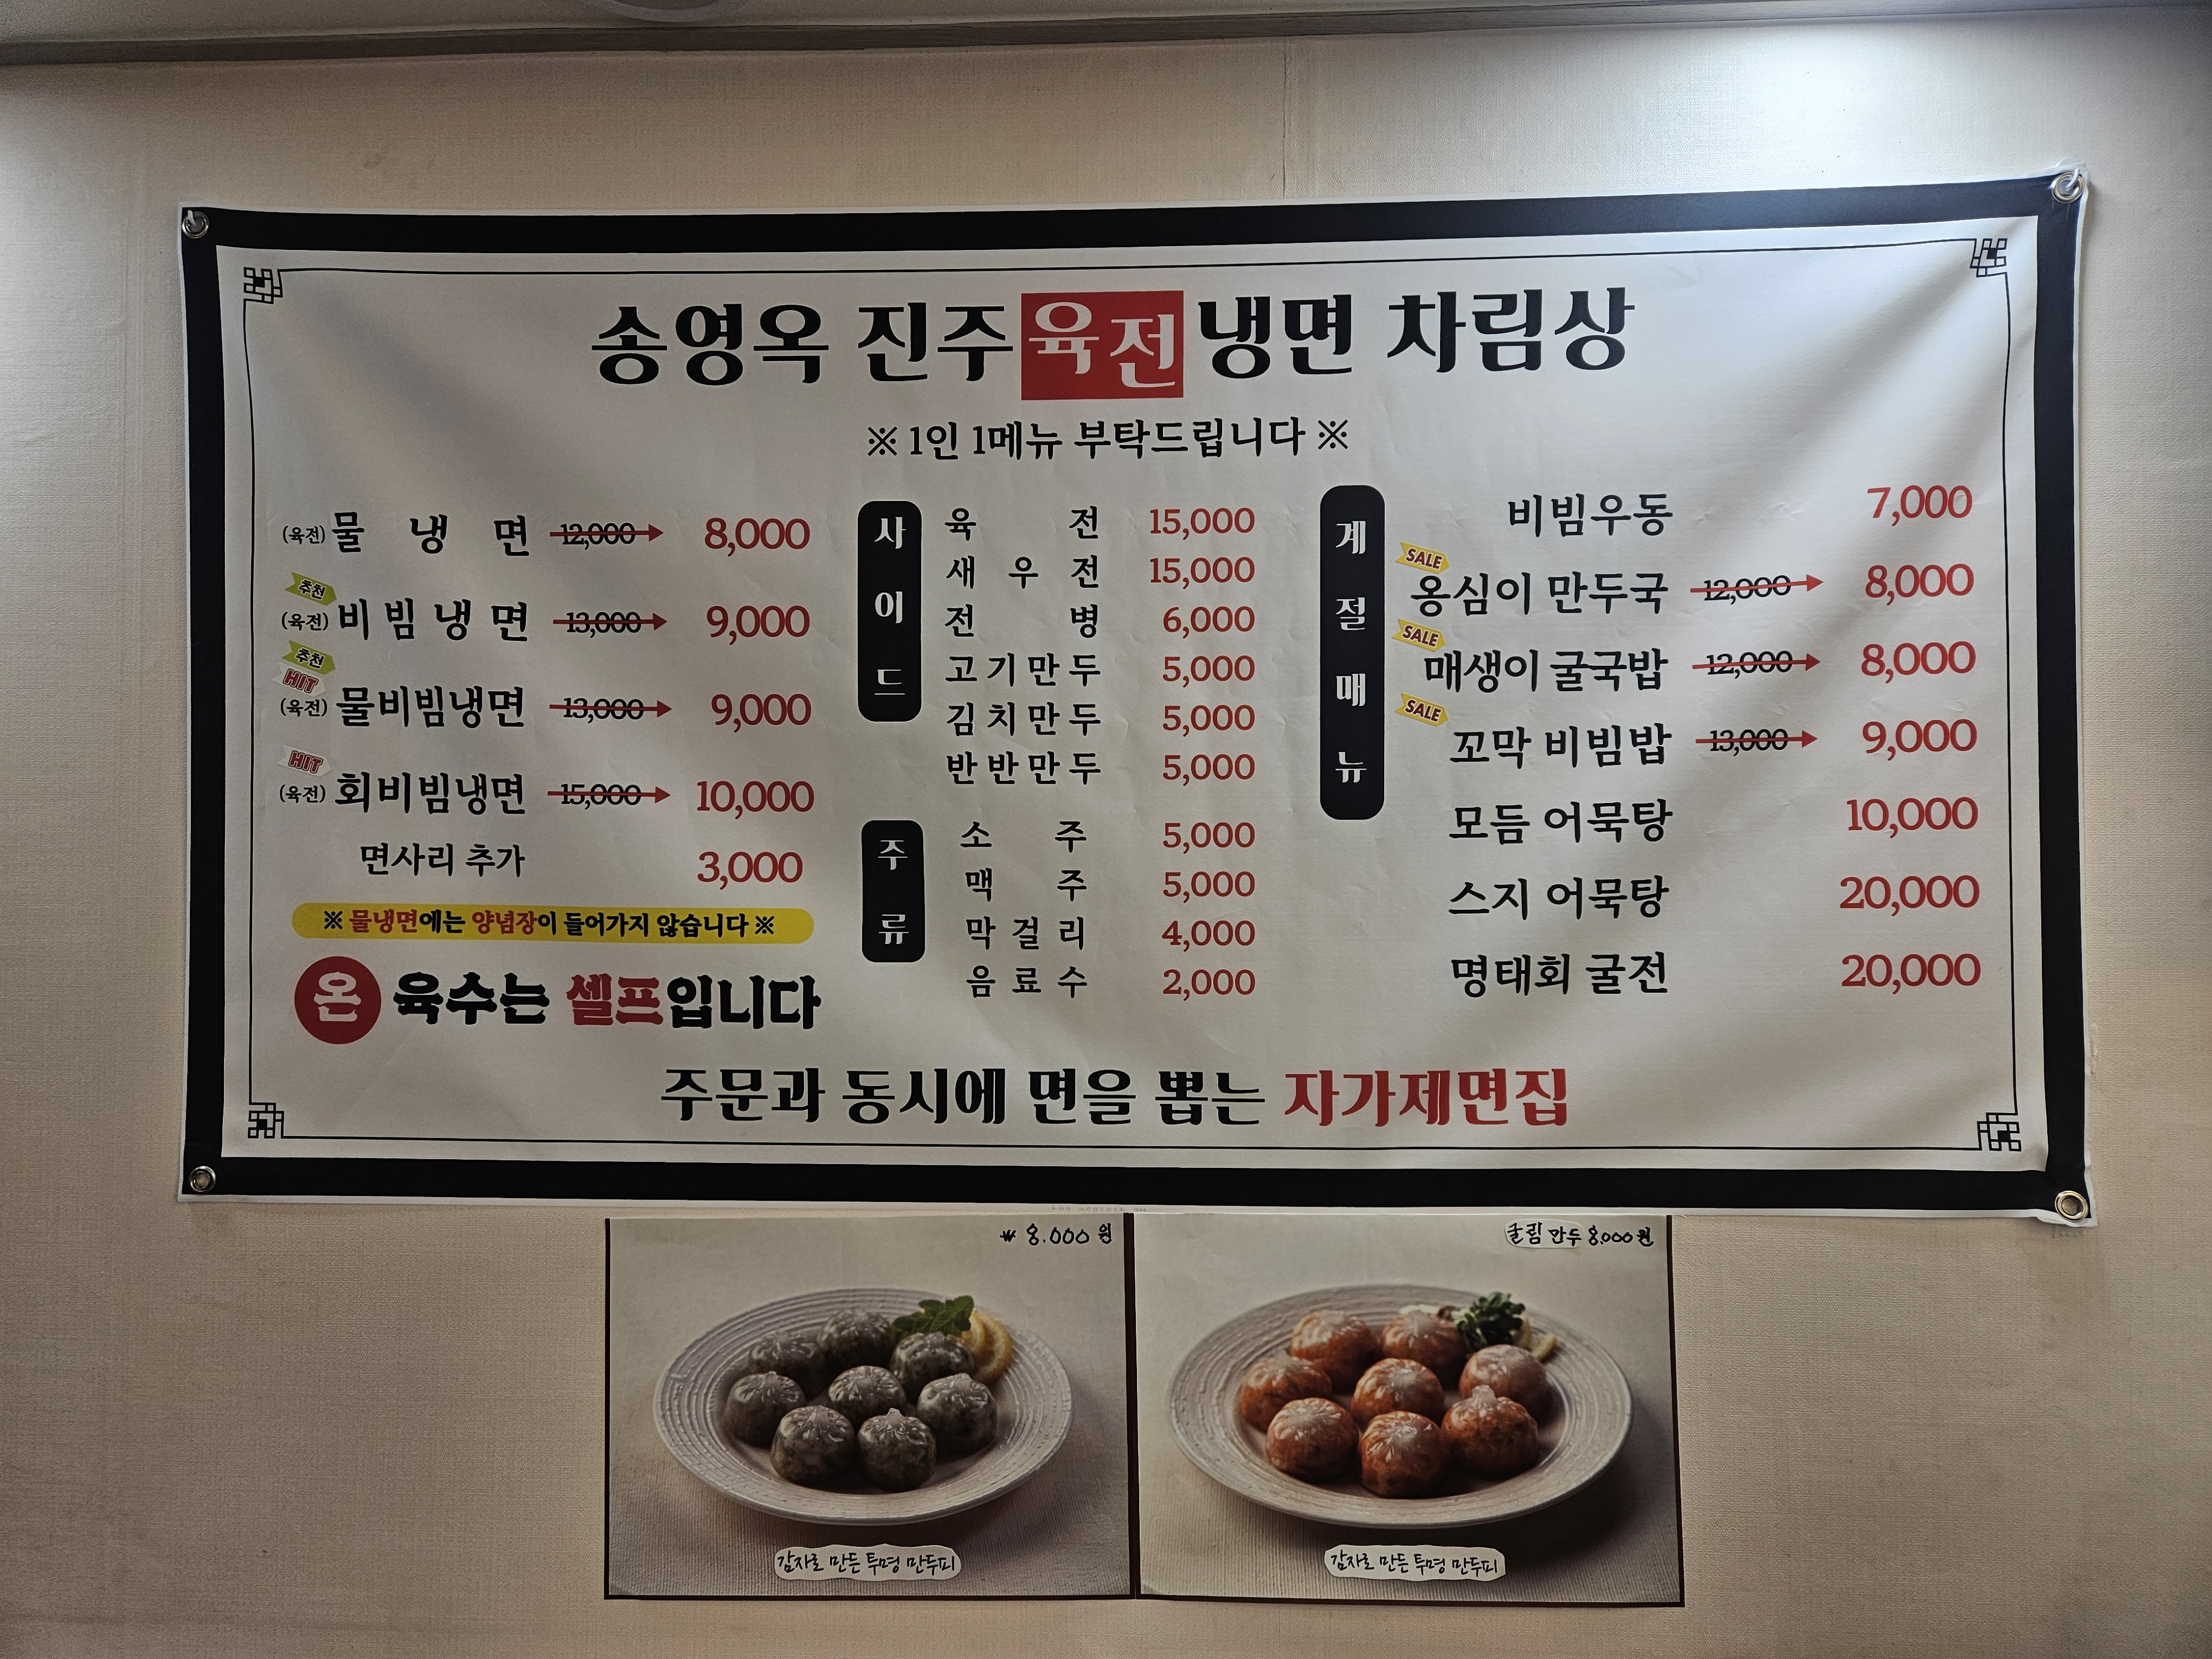 송영옥 진주육전냉면 차림상
※ 1인 1메뉴 부탁드립니다 ※
(육전) 물 냉 면 12,000 8,000
추천
(육전) 비 빔 냉 면 13,000 9,000
추천
HIT
(육전) 물비빔냉면 13,000 9,000
HIT
(육전) 회비빔냉면 15,000 10,000
면사리 추가 3,000
※ 물냉면에는 양념장이 들어가지 않습니다 ※
온 육수는 셀프입니다
사이드
육 전 15,000
새 우 전 15,000
전 병 6,000
고 기 만 두 5,000
김 치 만 두 5,000
반 반 만 두 5,000
주류
소 주 5,000
맥 주 5,000
막 걸 리 4,000
음 료 수 2,000
계절매뉴
비빔우동 7,000
SALE
옹심이 만두국 12,000 8,000
SALE
매생이 굴국밥 12,000 8,000
SALE
꼬막 비빔밥 13,000 9,000
모듬 어묵탕 10,000
스지 어묵탕 20,000
명태회 굴전 20,000
주문과 동시에 면을 뽑는 자가제면집
₩ 8.000 원
감자로 만든 투명 만두피
굴림 만두 8,000 원
감자로 만든 투명 만두피